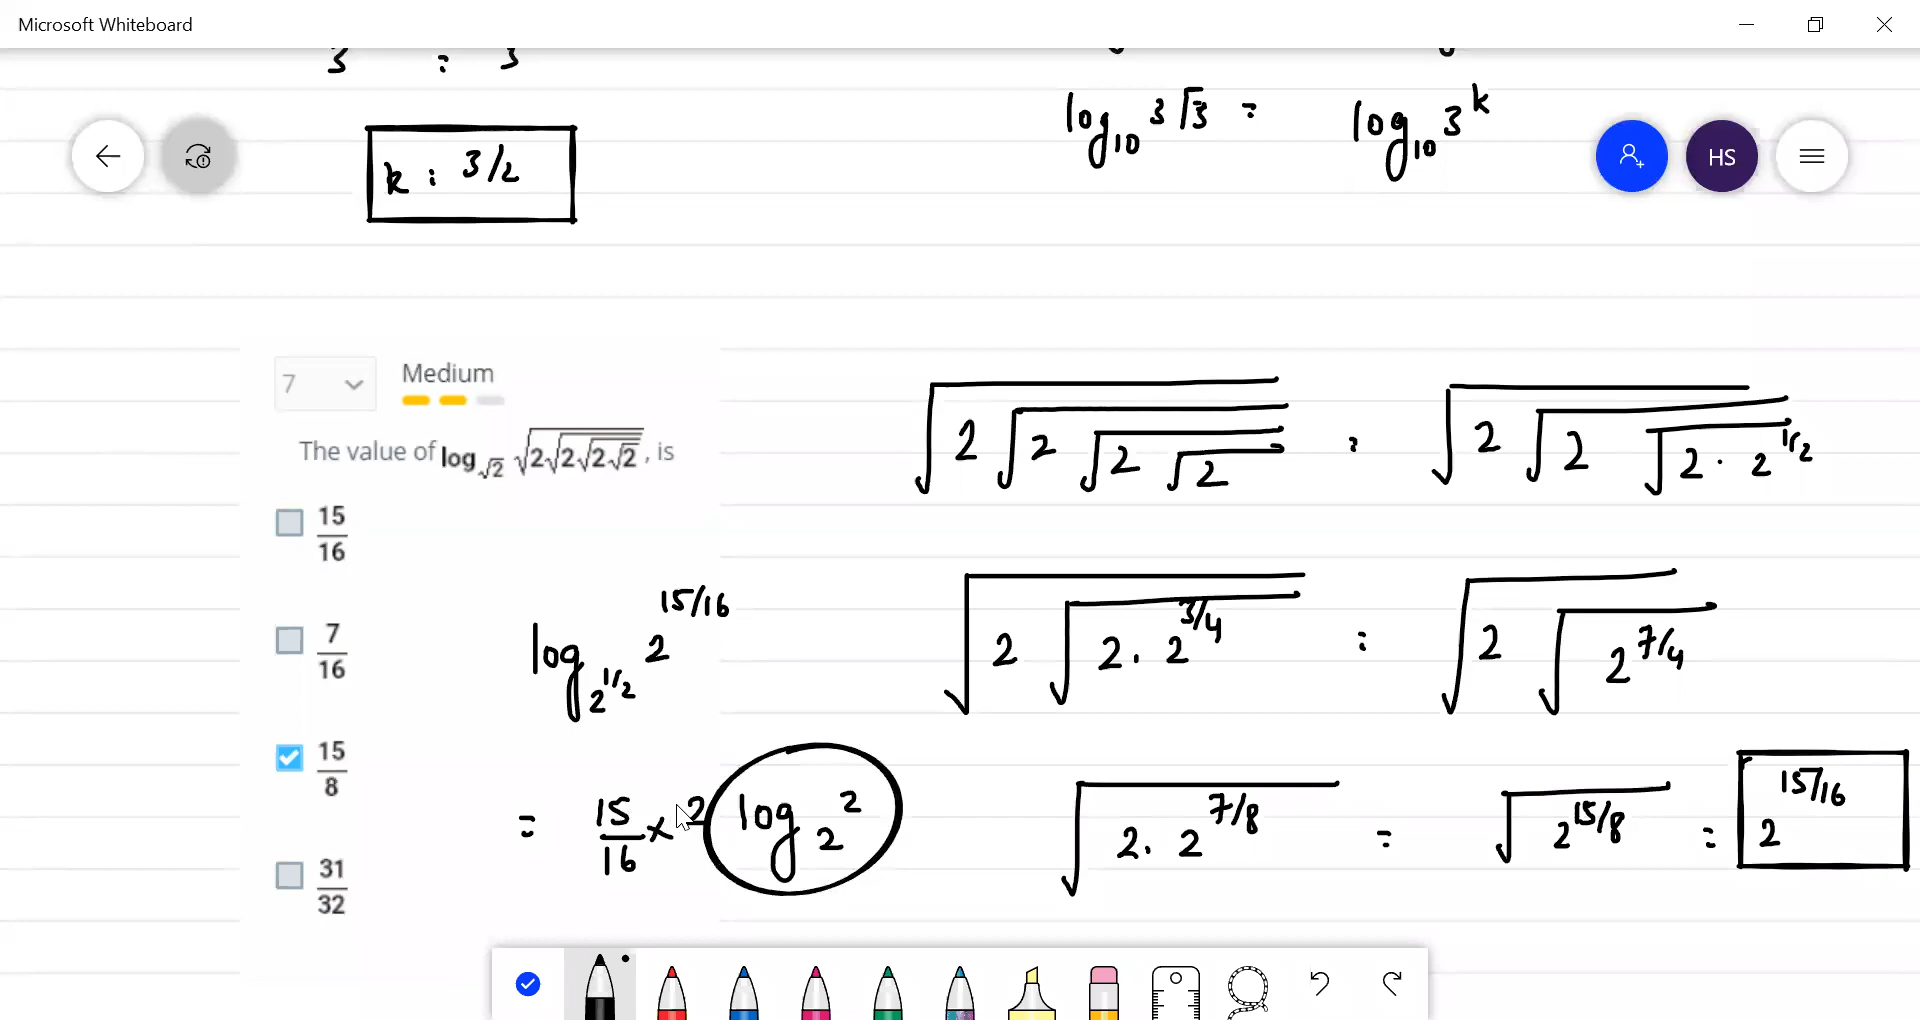 Microsoft Whiteboard
3 : 3
k : 3/2
log₁₀ 3√3 = log₁₀ 3ᵏ
HS
7 Medium
The value of log_√2 √(2√(2√(2√2))), is
15/16
7/16
15/8
31/32
√(2√(2√(2√2))) : √(2√(2√(2 · 2^(1/2))))
log_(2^(1/2)) 2^(15/16)
√(2√(2 . 2^(3/4))) : √(2√(2^(7/4)))
= 15/16 × 2 log₂ 2
√(2 . 2^(7/8)) = √(2^(15/8)) = 2^(15/16)